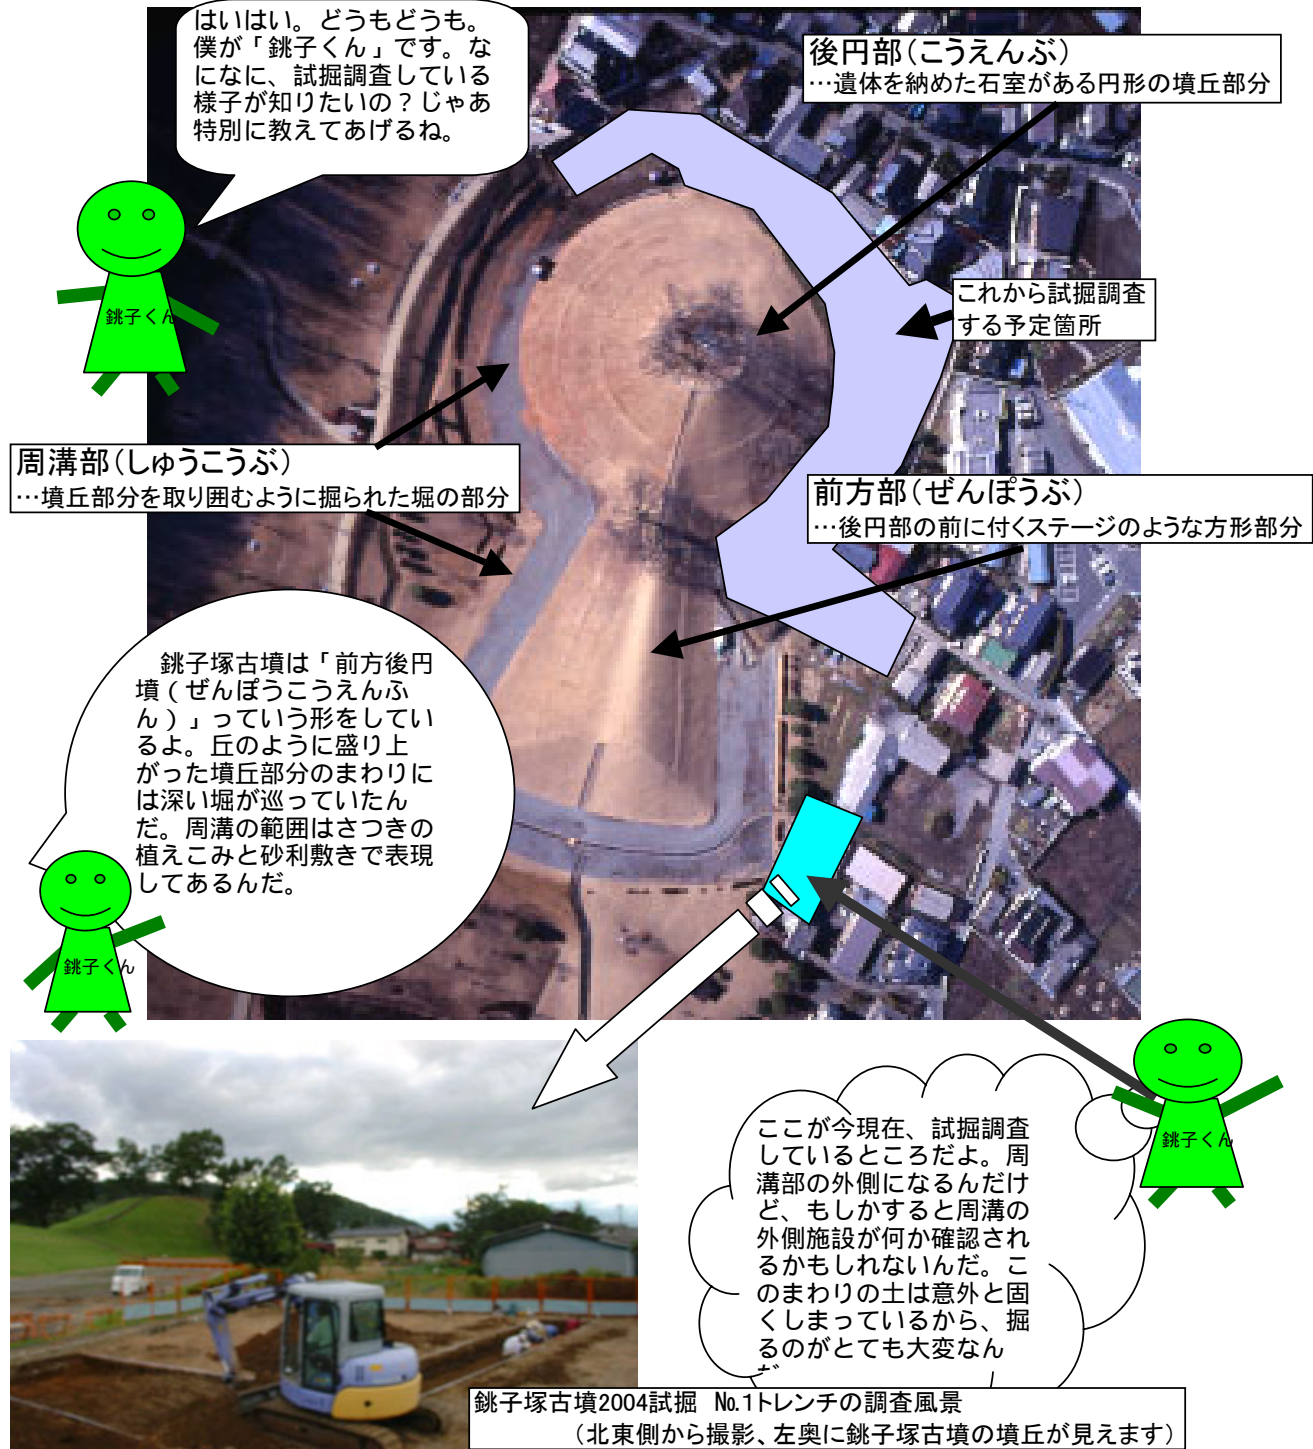 はいはい。どうもどうも。
僕が「銚子くん」です。な
になに、試掘調査している
様子が知りたいの？じゃあ
特別に教えてあげるね。
後円部（こうえんぶ）
…遺体を納めた石室がある円形の墳丘部分
これから試掘調査
する予定箇所
銚子くん
周溝部（しゅうこうぶ）
…墳丘部分を取り囲むように掘られた堀の部分
前方部（ぜんぽうぶ）
…後円部の前に付くステージのような方形部分
銚子塚古墳は「前方後円
墳（ぜんぽうこうえんふ
ん）」っていう形をしてい
るよ。丘のように盛り上
がった墳丘部分のまわりに
は深い堀が巡っていたん
だ。周溝の範囲はさつきの
植えこみと砂利敷きで表現
してあるんだ。
銚子くん
ここが今現在、試掘調査
しているところだよ。周
溝部の外側になるんだけ
ど、もしかすると周溝の
外側施設が何か確認され
るかもしれないんだ。こ
のまわりの土は意外と固
くしまっているから、掘
るのがとても大変なん
だ
銚子くん
銚子塚古墳2004試掘 №1トレンチの調査風景
（北東側から撮影、左奥に銚子塚古墳の墳丘が見えます）